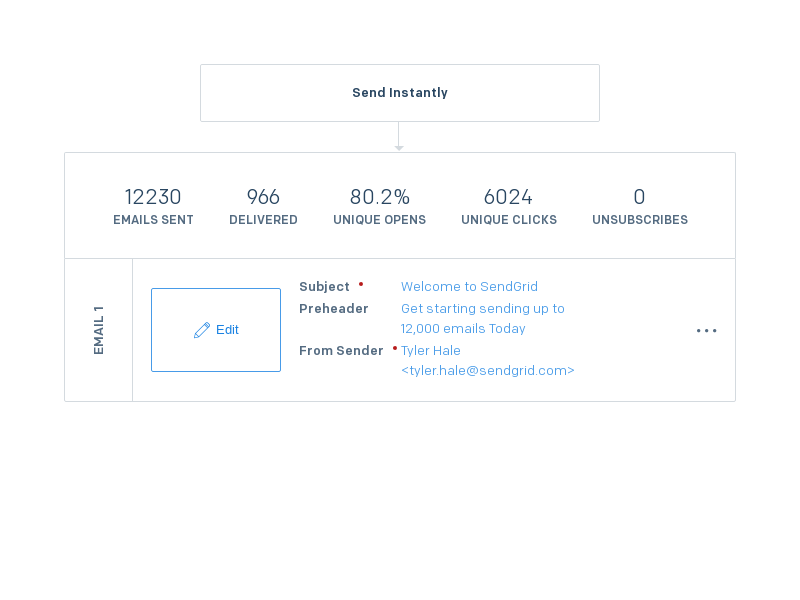 Send Instantly
12230 966 80.2% 6024 0
EMAILS SENT DELIVERED UNIQUE OPENS UNIQUE CLICKS UNSUBSCRIBES
EMAIL 1
Edit
Subject • Welcome to SendGrid
Preheader Get starting sending up to
12,000 emails Today
From Sender • Tyler Hale
<tyler.hale@sendgrid.com>